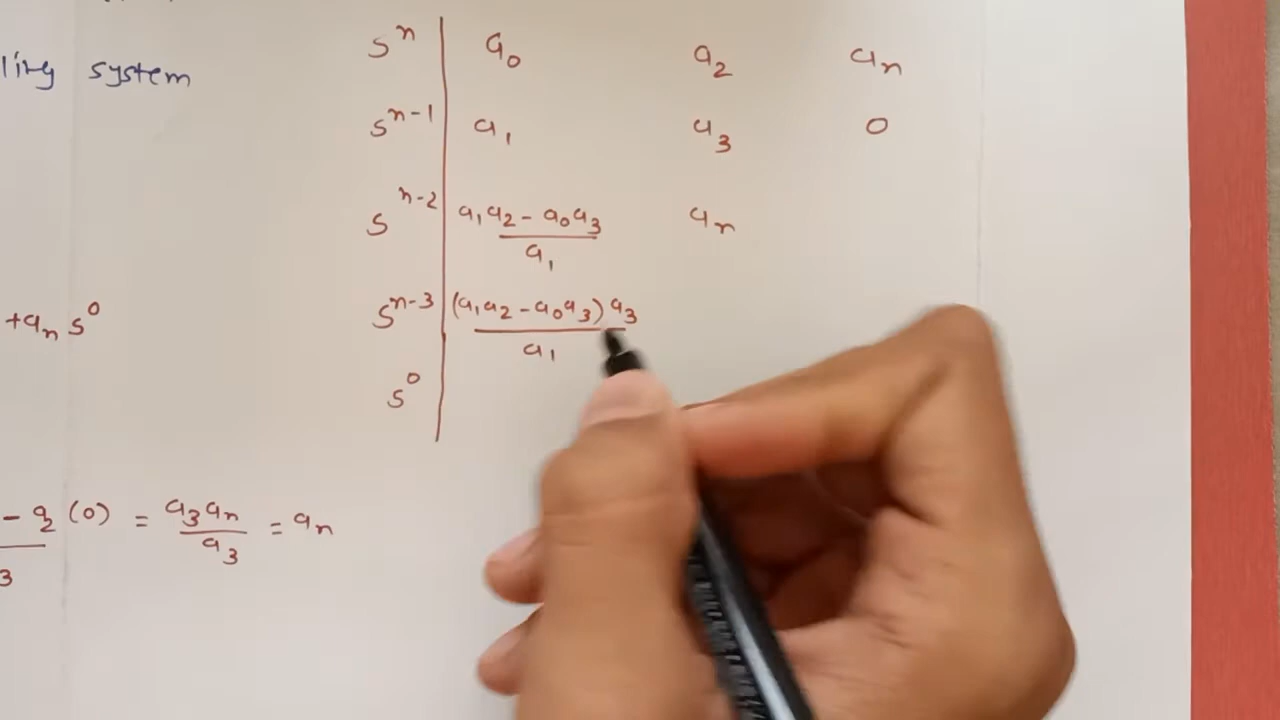 ling system
sⁿ a₀ a₂ aₙ
sⁿ⁻¹ a₁ a₃ 0
sⁿ⁻² a₁a₂ - a₀a₃ / a₁ aₙ
sⁿ⁻³ (a₁a₂ - a₀a₃) a₃ / a₁
+aₙ s⁰
s⁰
- a₂ (0) = a₃aₙ / a₃ = aₙ
3